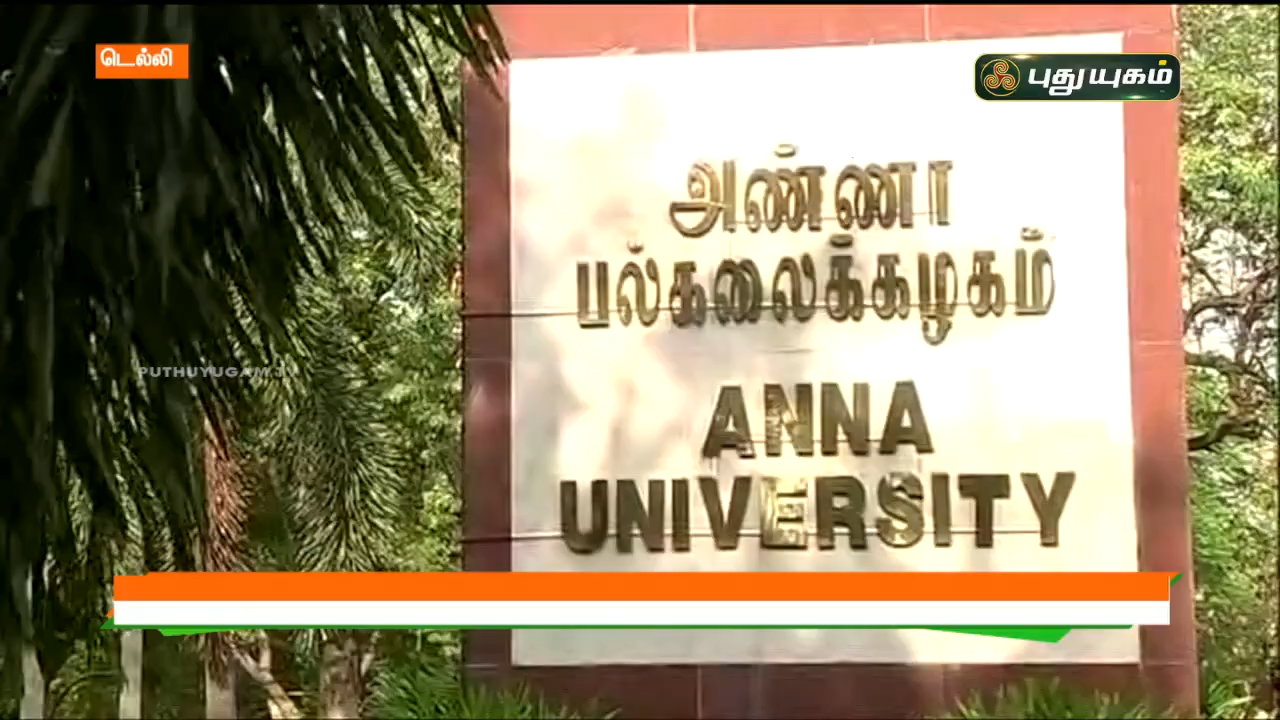 டெல்லி
புதுயுகம்
அண்ணா
பல்கலைக்கழகம்
PUTHUYUGAM TV
ANNA
UNIVERSITY